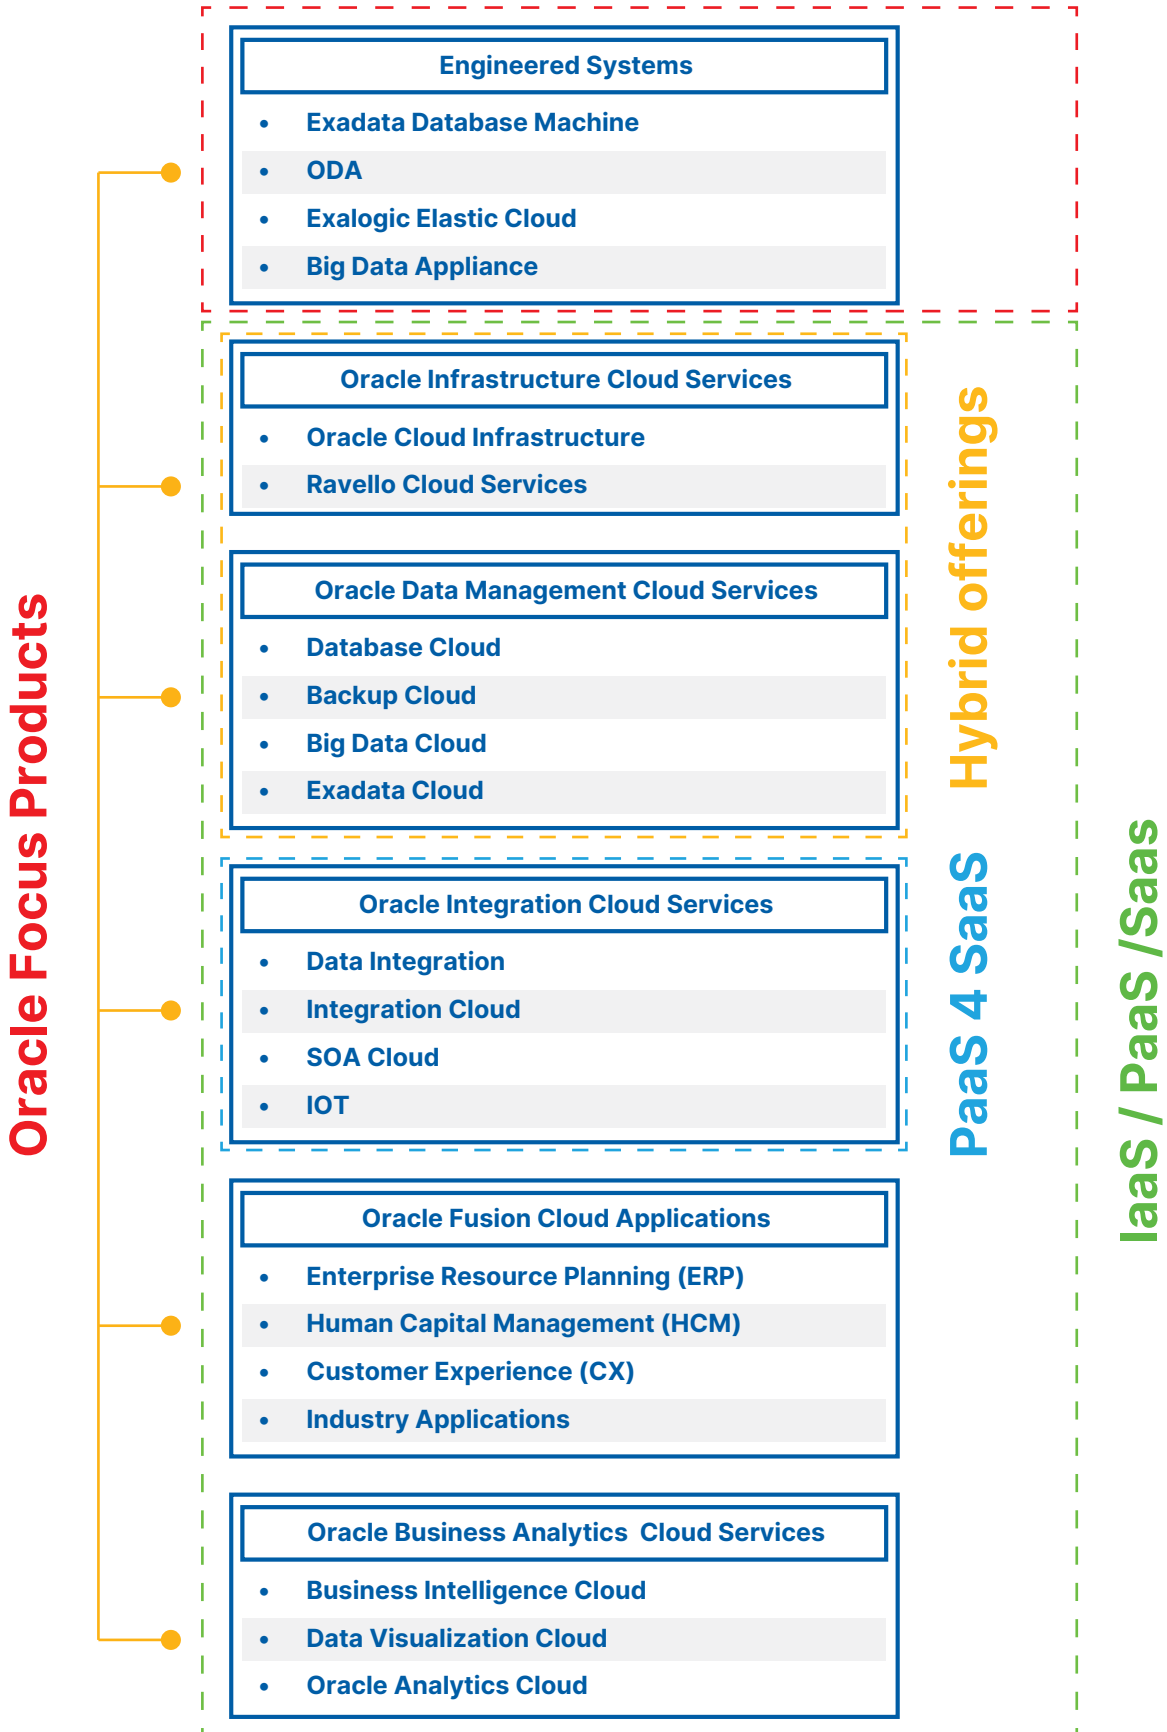 Oracle Focus Products
Engineered Systems
• Exadata Database Machine
• ODA
• Exalogic Elastic Cloud
• Big Data Appliance
Oracle Infrastructure Cloud Services
• Oracle Cloud Infrastructure
• Ravello Cloud Services
Oracle Data Management Cloud Services
• Database Cloud
• Backup Cloud
• Big Data Cloud
• Exadata Cloud
Hybrid offerings
Oracle Integration Cloud Services
• Data Integration
• Integration Cloud
• SOA Cloud
• IOT
PaaS 4 SaaS
Oracle Fusion Cloud Applications
• Enterprise Resource Planning (ERP)
• Human Capital Management (HCM)
• Customer Experience (CX)
• Industry Applications
Oracle Business Analytics  Cloud Services
• Business Intelligence Cloud
• Data Visualization Cloud
• Oracle Analytics Cloud
IaaS / PaaS /Saas